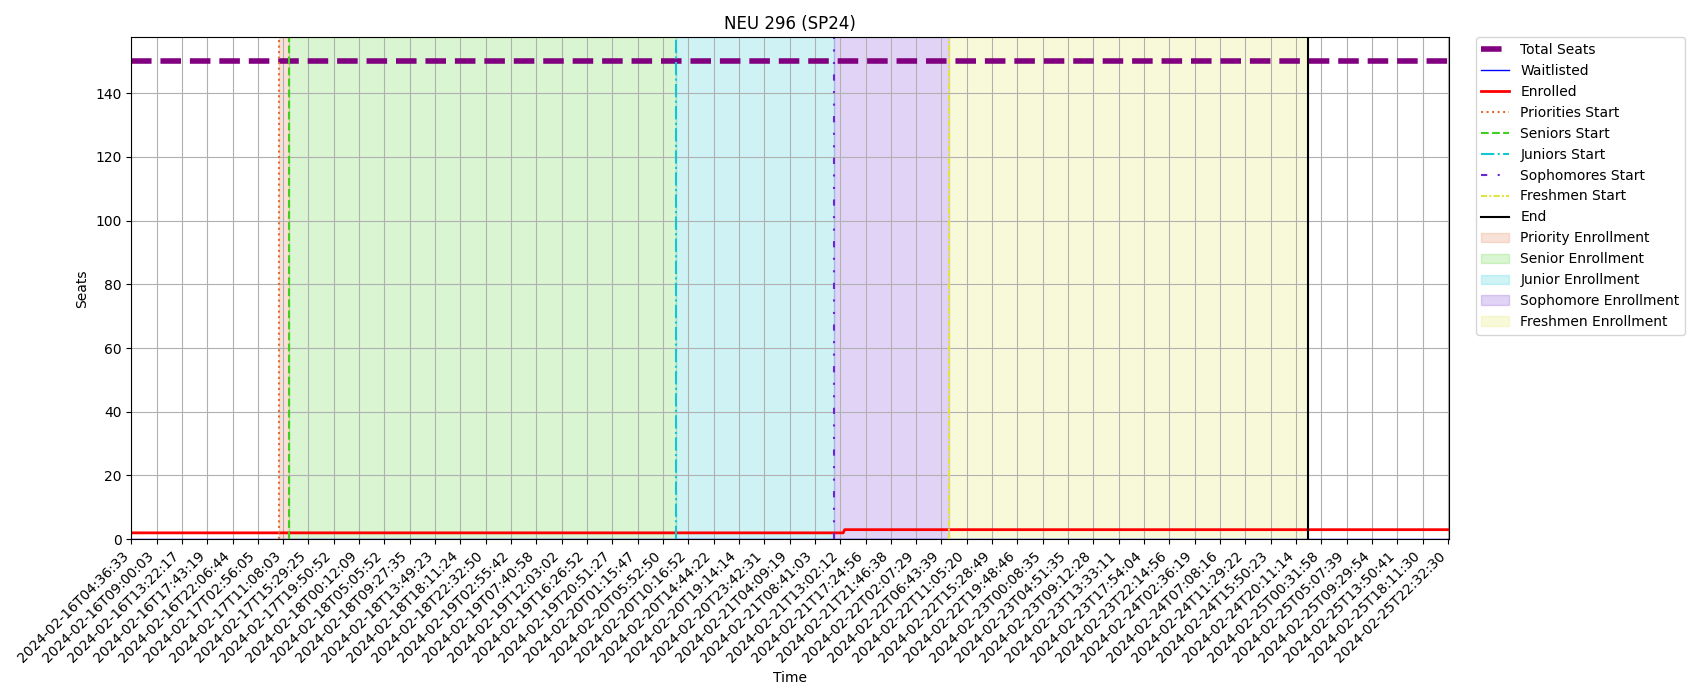 NEU 296 (SP24)
Seats
140
120
100
80
60
40
20
0
2024-02-16T04:36:33
2024-02-16T09:00:03
2024-02-16T13:22:17
2024-02-16T17:43:19
2024-02-16T22:06:44
2024-02-17T02:56:05
2024-02-17T11:08:03
2024-02-17T15:29:25
2024-02-17T19:50:52
2024-02-18T00:12:09
2024-02-18T05:05:52
2024-02-18T09:27:35
2024-02-18T13:49:23
2024-02-18T18:11:24
2024-02-18T22:32:50
2024-02-19T02:55:42
2024-02-19T07:40:58
2024-02-19T12:03:02
2024-02-19T16:26:52
2024-02-19T20:51:27
2024-02-20T01:15:47
2024-02-20T05:52:50
2024-02-20T10:16:52
2024-02-20T14:44:22
2024-02-20T19:14:14
2024-02-20T23:42:31
2024-02-21T04:09:19
2024-02-21T08:41:03
2024-02-21T13:02:12
2024-02-21T17:24:56
2024-02-21T21:46:38
2024-02-22T02:07:29
2024-02-22T06:43:39
2024-02-22T11:05:20
2024-02-22T15:28:49
2024-02-22T19:48:46
2024-02-23T00:08:35
2024-02-23T04:51:35
2024-02-23T09:12:28
2024-02-23T13:33:11
2024-02-23T17:54:04
2024-02-23T22:14:56
2024-02-24T02:36:19
2024-02-24T07:08:16
2024-02-24T11:29:22
2024-02-24T15:50:23
2024-02-24T20:11:14
2024-02-25T00:31:58
2024-02-25T05:07:39
2024-02-25T09:29:54
2024-02-25T13:50:41
2024-02-25T18:11:30
2024-02-25T22:32:30
Time
Total Seats
Waitlisted
Enrolled
Priorities Start
Seniors Start
Juniors Start
Sophomores Start
Freshmen Start
End
Priority Enrollment
Senior Enrollment
Junior Enrollment
Sophomore Enrollment
Freshmen Enrollment